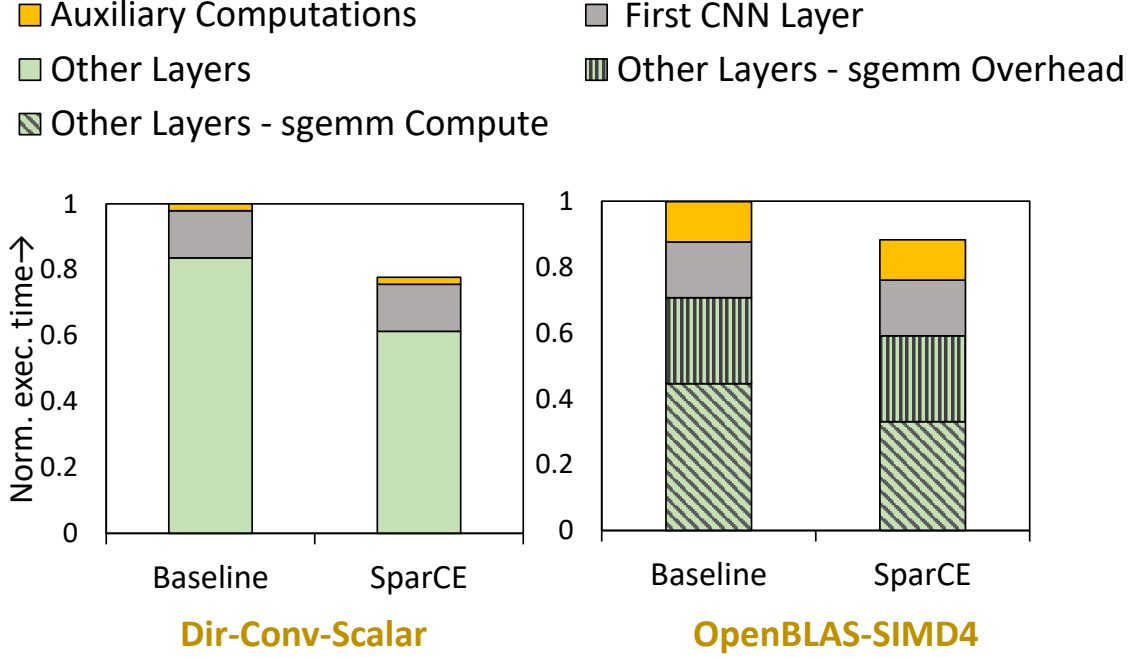 Auxiliary Computations
First CNN Layer
Other Layers
Other Layers - sgemm Overhead
Other Layers - sgemm Compute
Norm. exec. time→
1
0.8
0.6
0.4
0.2
0
Baseline
SparCE
Dir-Conv-Scalar
1
0.8
0.6
0.4
0.2
0
Baseline
SparCE
OpenBLAS-SIMD4